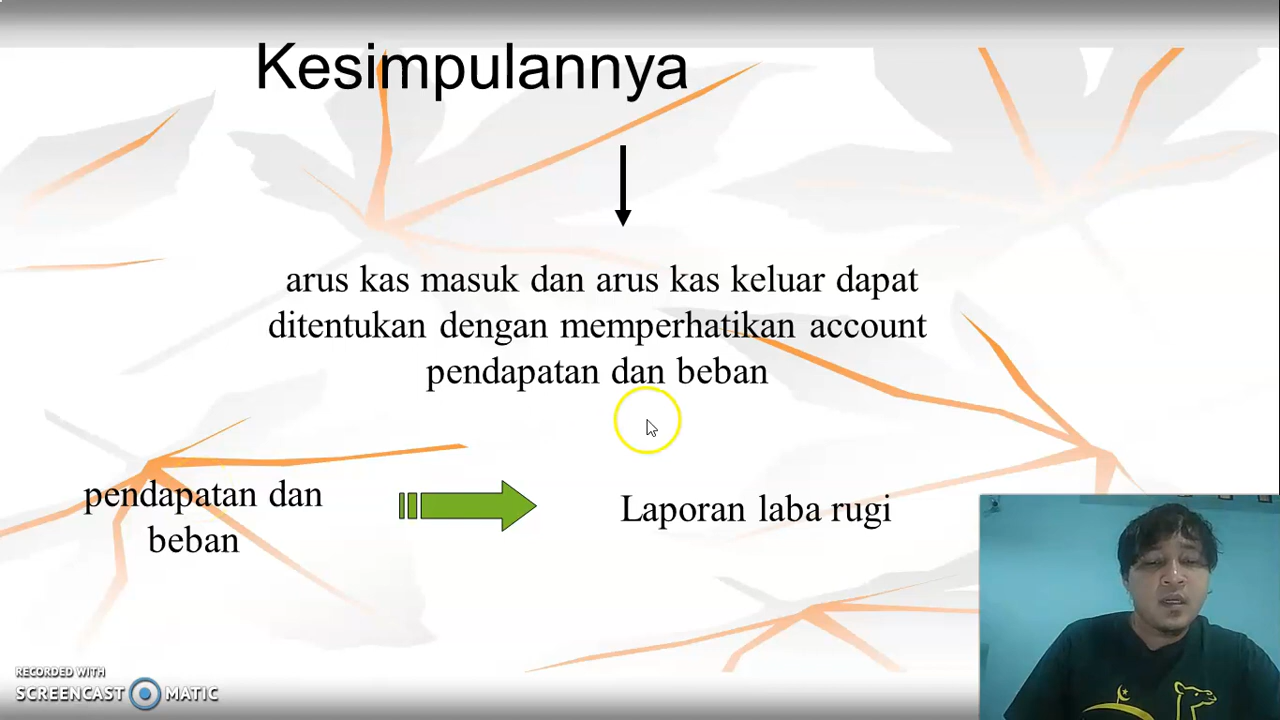 Kesimpulannya
arus kas masuk dan arus kas keluar dapat
ditentukan dengan memperhatikan account
pendapatan dan beban
pendapatan dan
beban
Laporan laba rugi
RECORDED WITH
SCREENCAST MATIC